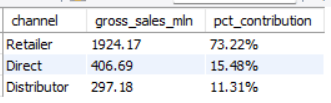 channel gross_sales_mln pct_contribution
Retailer 1924.17 73.22%
Direct 406.69 15.48%
Distributor 297.18 11.31%